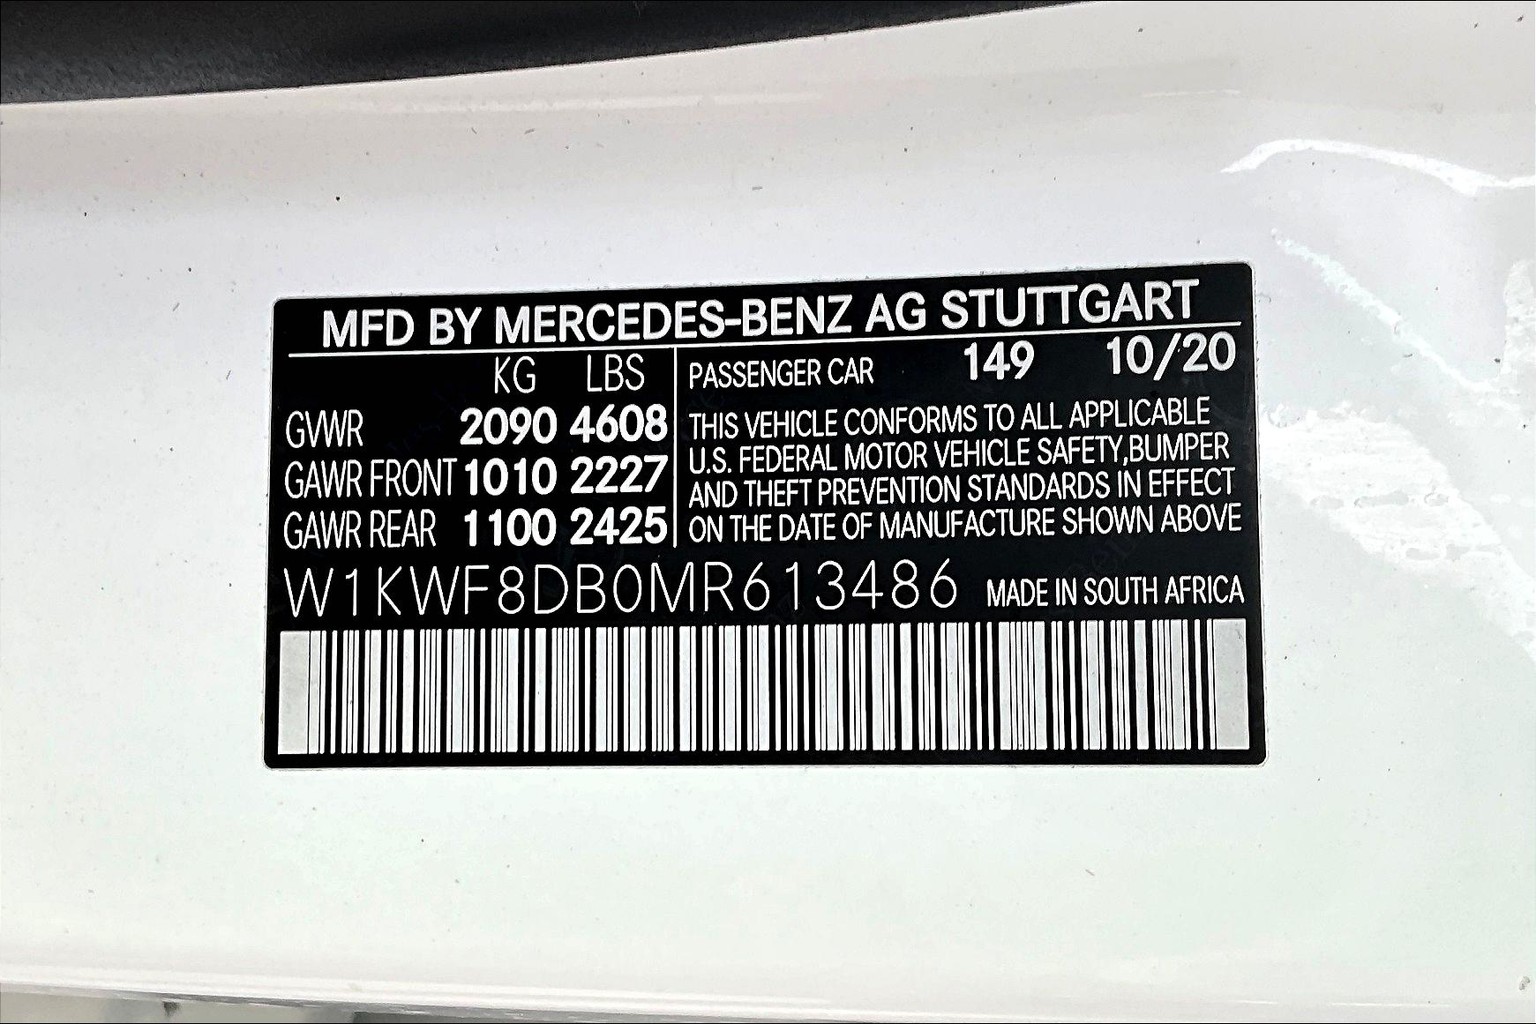 MFD BY MERCEDES-BENZ AG STUTTGART
KG LBS
GVWR 2090 4608
GAWR FRONT 1010 2227
GAWR REAR 1100 2425
PASSENGER CAR 149 10/20
THIS VEHICLE CONFORMS TO ALL APPLICABLE
U.S. FEDERAL MOTOR VEHICLE SAFETY,BUMPER
AND THEFT PREVENTION STANDARDS IN EFFECT
ON THE DATE OF MANUFACTURE SHOWN ABOVE
W1KWF8DB0MR613486 MADE IN SOUTH AFRICA